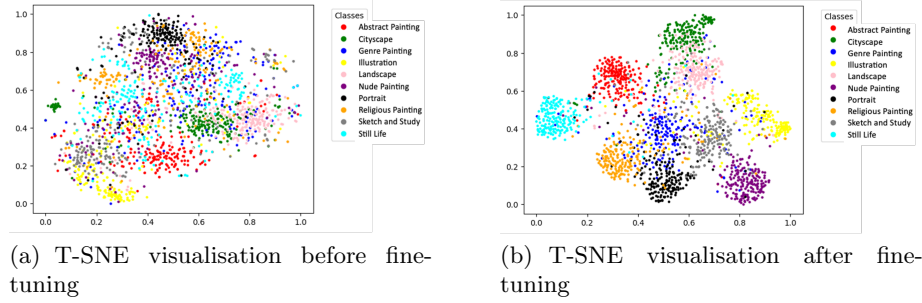 Classes
Abstract Painting
Cityscape
Genre Painting
Illustration
Landscape
Nude Painting
Portrait
Religious Painting
Sketch and Study
Still Life
1.0
0.8
0.6
0.4
0.2
0.0
0.0 0.2 0.4 0.6 0.8 1.0
(a) T-SNE visualisation before fine-
tuning
Classes
Abstract Painting
Cityscape
Genre Painting
Illustration
Landscape
Nude Painting
Portrait
Religious Painting
Sketch and Study
Still Life
1.0
0.8
0.6
0.4
0.2
0.0
0.0 0.2 0.4 0.6 0.8 1.0
(b) T-SNE visualisation after fine-
tuning